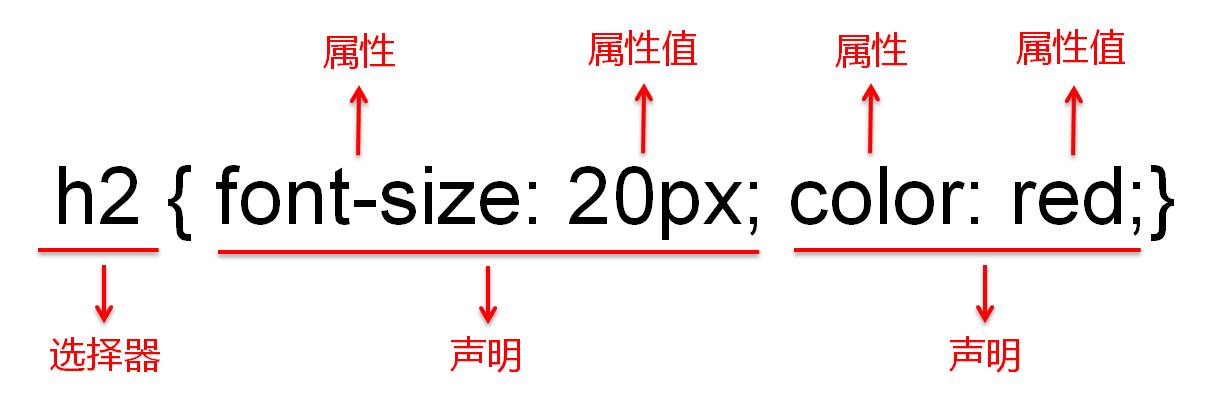 属性 属性值 属性 属性值
h2 { font-size: 20px; color: red;}
选择器 声明 声明